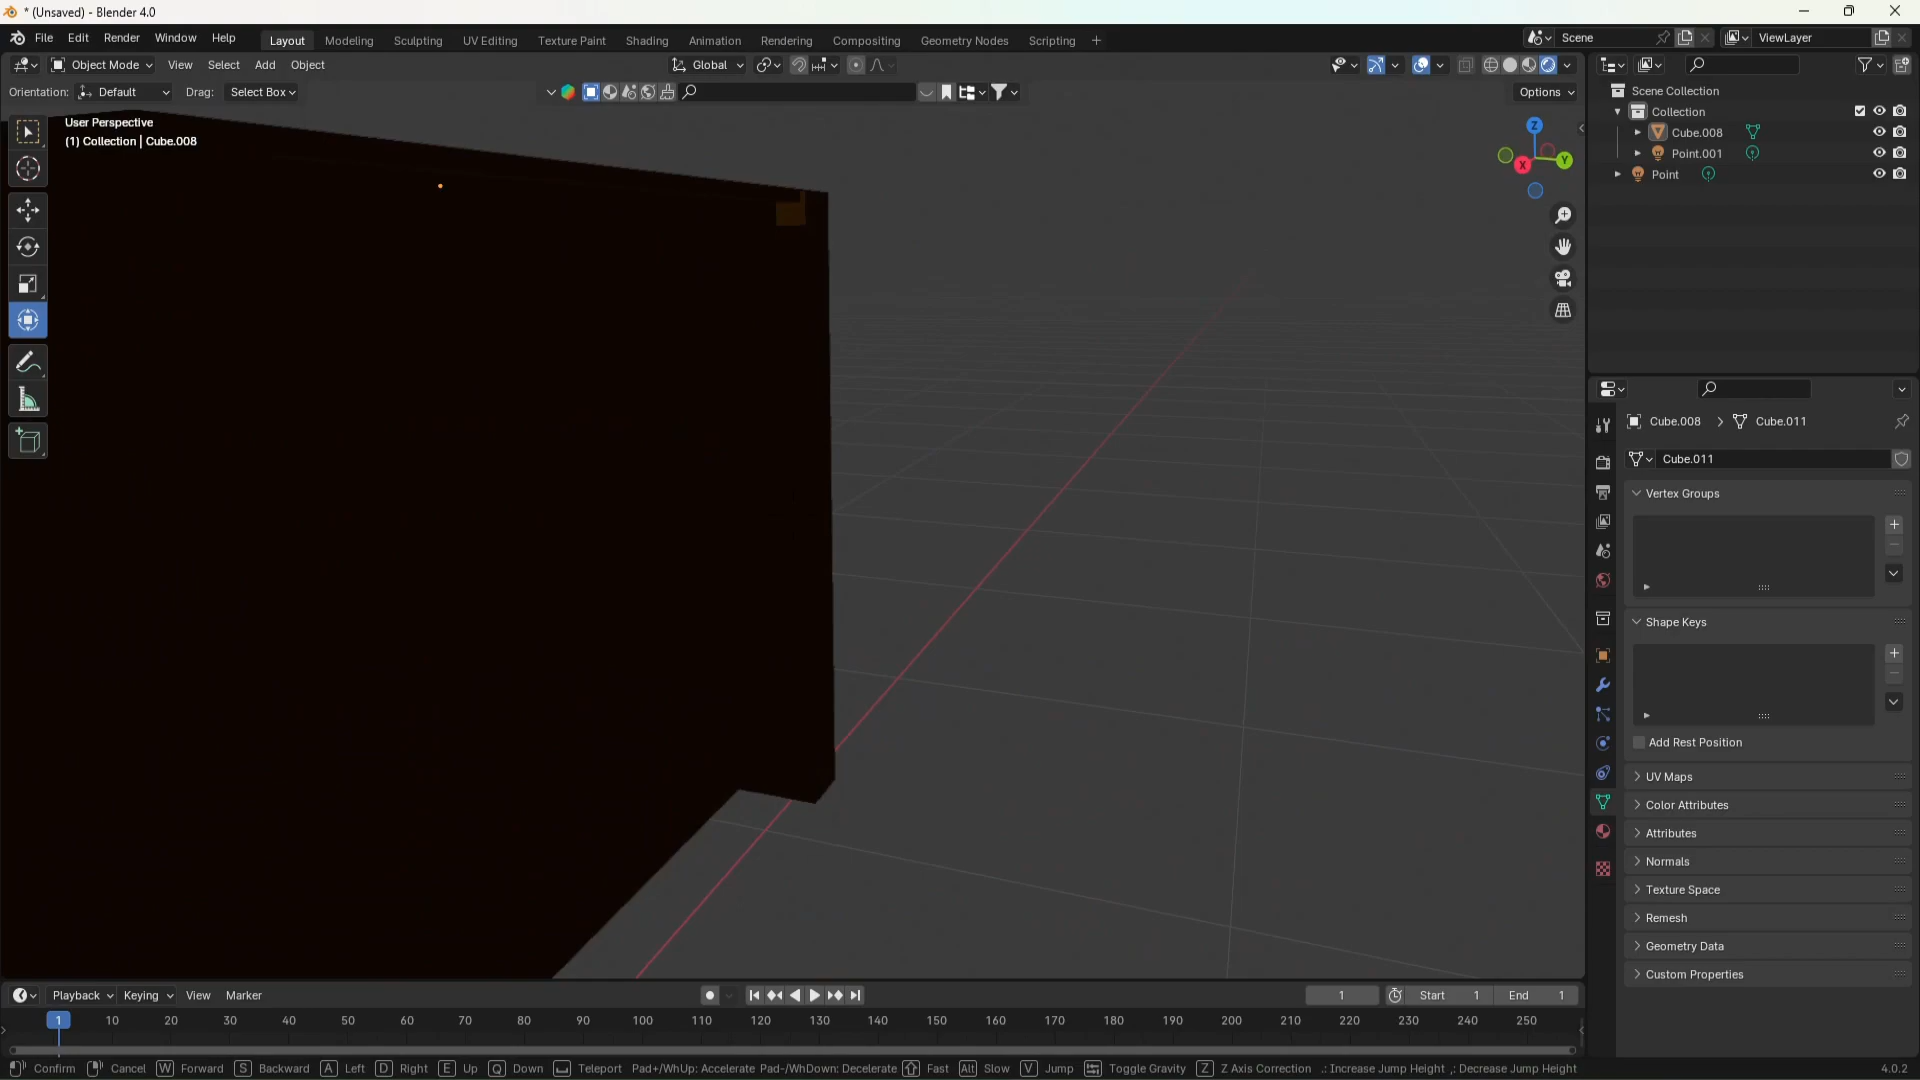 * (Unsaved) - Blender 4.0
File Edit Render Window Help Layout Modeling Sculpting UV Editing Texture Paint Shading Animation Rendering Compositing Geometry Nodes Scripting + Scene ViewLayer
Object Mode View Select Add Object Global
Orientation: Default Drag: Select Box Options
User Perspective
(1) Collection | Cube.008
Z
Y
X
Scene Collection
Collection
Cube.008
Point.001
Point
Cube.008 > Cube.011
Cube.011
Vertex Groups
Shape Keys
Add Rest Position
UV Maps
Color Attributes
Attributes
Normals
Texture Space
Remesh
Geometry Data
Custom Properties
Playback Keying View Marker 1 Start 1 End 1
1 10 20 30 40 50 60 70 80 90 100 110 120 130 140 150 160 170 180 190 200 210 220 230 240 250
Confirm Cancel W Forward S Backward A Left D Right E Up Q Down Teleport Pad+/WhUp: Accelerate Pad-/WhDown: Decelerate Fast Alt Slow V Jump Toggle Gravity Z Z Axis Correction .: Increase Jump Height ,: Decrease Jump Height 4.0.2